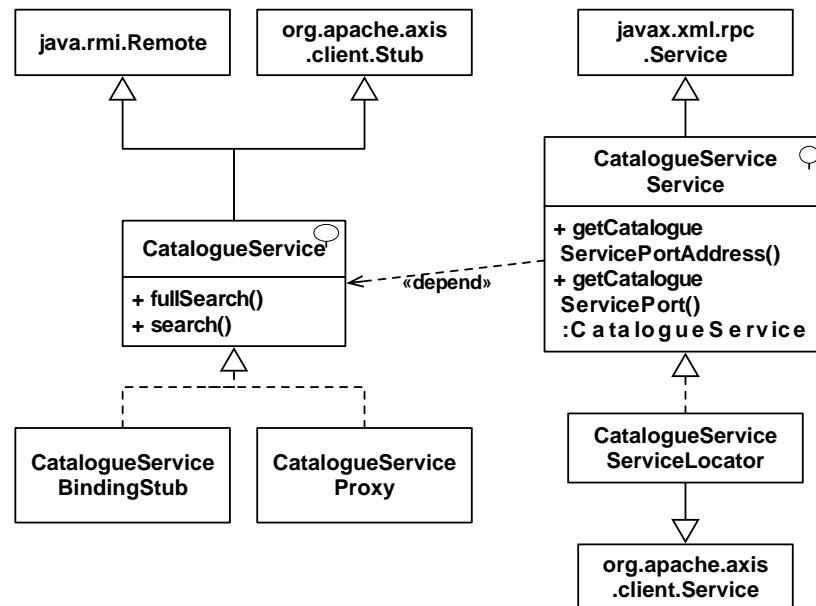 java.rmi.Remote
org.apache.axis
.client.Stub
javax.xml.rpc
.Service
CatalogueService
Service
+ getCatalogue
ServicePortAddress()
+ getCatalogue
ServicePort()
:CatalogueService
CatalogueService
+ fullSearch()
+ search()
«depend»
CatalogueService
BindingStub
CatalogueService
Proxy
CatalogueService
ServiceLocator
org.apache.axis
.client.Service